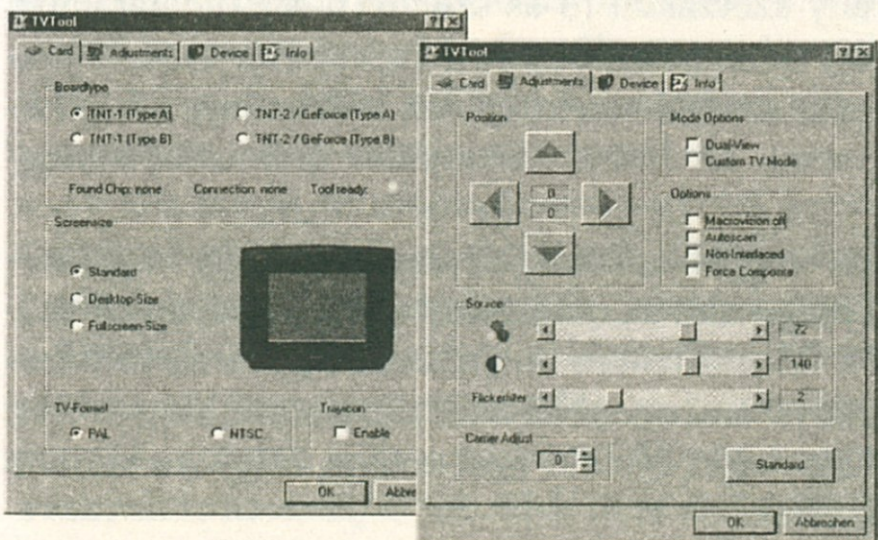 TVTool
Card Adjustments Device Info
Boardtype
TNT-1 (Type A) TNT-2 / GeForce (Type A)
TNT-1 (Type B) TNT-2 / GeForce (Type B)
Found Chip: none Connection: none Tool ready:
Screensize
Standard
Desktop-Size
Fullscreen-Size
TV-Format
PAL NTSC
Trayicon
Enable
OK Abbre
TVTool
Card Adjustments Device Info
Position
0
0
Mode Options
Dual-View
Custom TV Mode
Options
Macrovision off
Autoscan
Non-Interlaced
Force Composite
Source
72
140
Flickerfilter 2
Carrier Adjust
0
Standard
OK Abbrechen